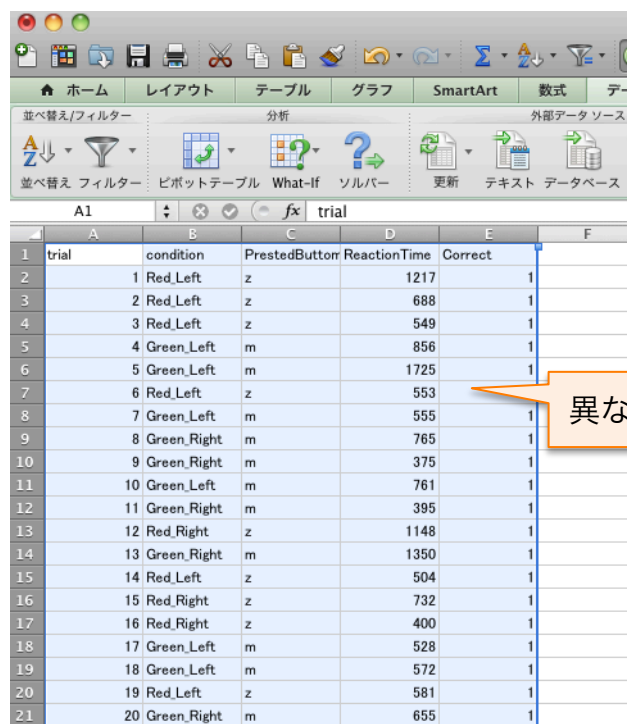 ホーム レイアウト テーブル グラフ SmartArt 数式 デー
並べ替え/フィルター 分析 外部データ ソース
並べ替え フィルター ピボットテーブル What-If ソルバー 更新 テキスト データベース
A1 fx trial
A B C D E F
1 trial condition PrestedButtom ReactionTime Correct
2 1 Red_Left z 1217 1
3 2 Red_Left z 688 1
4 3 Red_Left z 549 1
5 4 Green_Left m 856 1
6 5 Green_Left m 1725 1
7 6 Red_Left z 553
8 7 Green_Left m 555 1
異な
9 8 Green_Right m 765 1
10 9 Green_Right m 375 1
11 10 Green_Left m 761 1
12 11 Green_Right m 395 1
13 12 Red_Right z 1148 1
14 13 Green_Right m 1350 1
15 14 Red_Left z 504 1
16 15 Red_Right z 732 1
17 16 Red_Right z 400 1
18 17 Green_Left m 528 1
19 18 Green_Left m 572 1
20 19 Red_Left z 581 1
21 20 Green_Right m 655 1